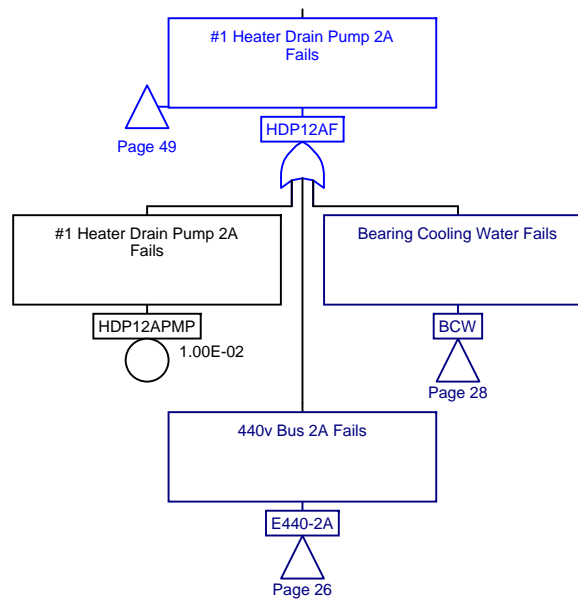 #1 Heater Drain Pump 2A
Fails
Page 49
HDP12AF
#1 Heater Drain Pump 2A
Fails
HDP12APMP
1.00E-02
Bearing Cooling Water Fails
BCW
Page 28
440v Bus 2A Fails
E440-2A
Page 26